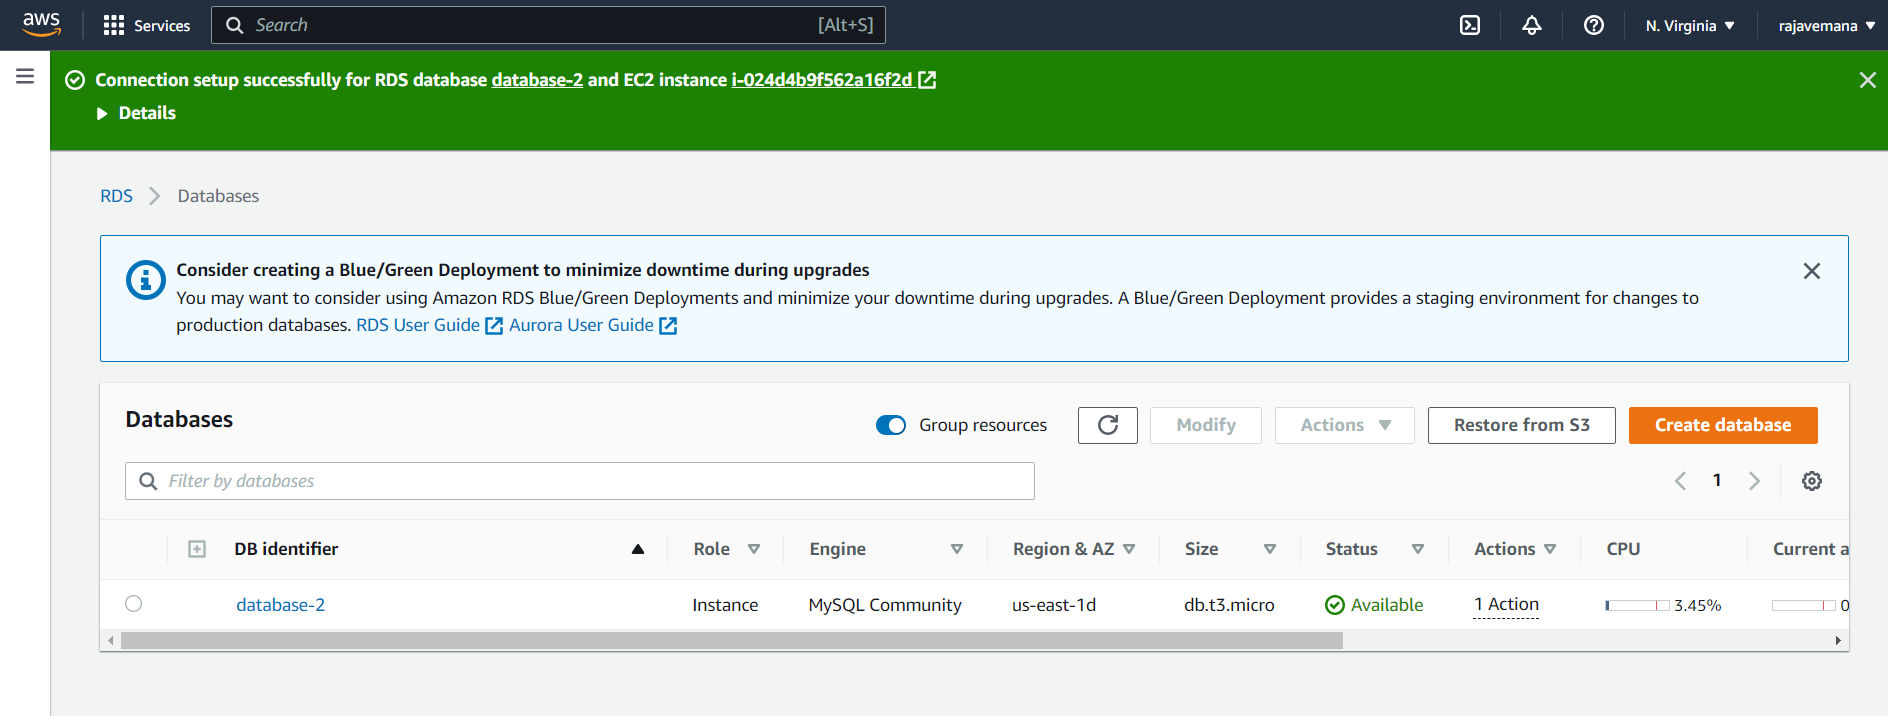 aws Services Search [Alt+S] N. Virginia rajavemana
Connection setup successfully for RDS database database-2 and EC2 instance i-024d4b9f562a16f2d
Details
RDS Databases
Consider creating a Blue/Green Deployment to minimize downtime during upgrades
You may want to consider using Amazon RDS Blue/Green Deployments and minimize your downtime during upgrades. A Blue/Green Deployment provides a staging environment for changes to
production databases. RDS User Guide Aurora User Guide
Databases Group resources Modify Actions Restore from S3 Create database
Filter by databases 1
DB identifier Role Engine Region & AZ Size Status Actions CPU Current a
database-2 Instance MySQL Community us-east-1d db.t3.micro Available 1 Action 3.45% 0